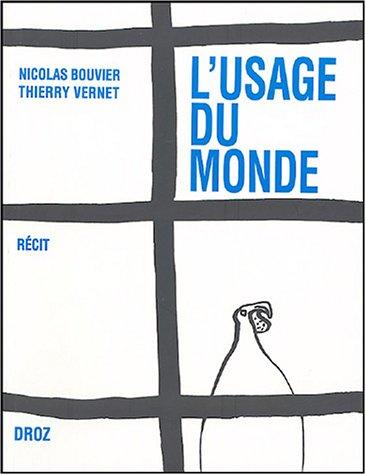 NICOLAS BOUVIER
THIERRY VERNET
L'USAGE
DU
MONDE
RÉCIT
DROZ